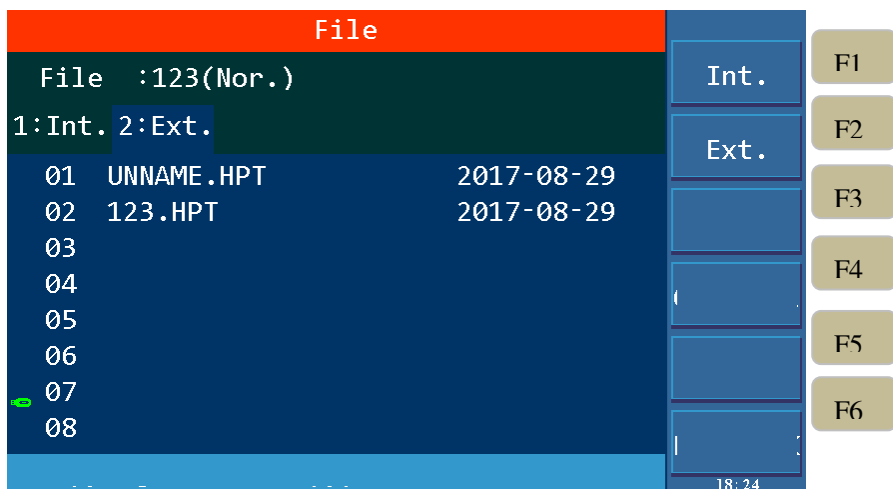 File
File :123(Nor.)
1:Int. 2:Ext.
01 UNNAME.HPT 2017-08-29
02 123.HPT 2017-08-29
03
04
05
06
07
08
Int.
Ext.
18:24
F1
F2
F3
F4
F5
F6